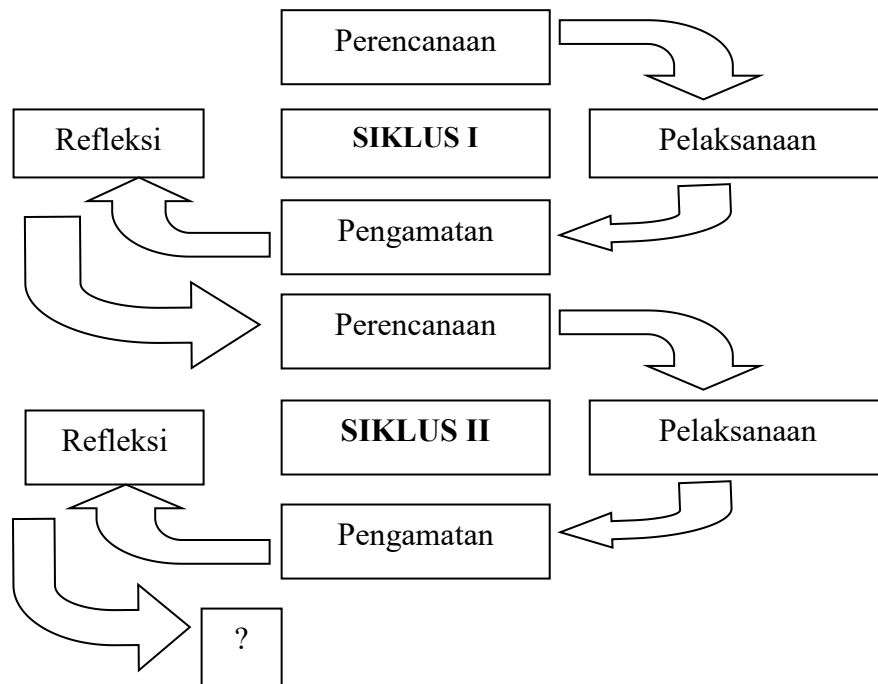 Perencanaan
Refleksi
SIKLUS I
Pelaksanaan
Pengamatan
Perencanaan
Refleksi
SIKLUS II
Pelaksanaan
Pengamatan
?